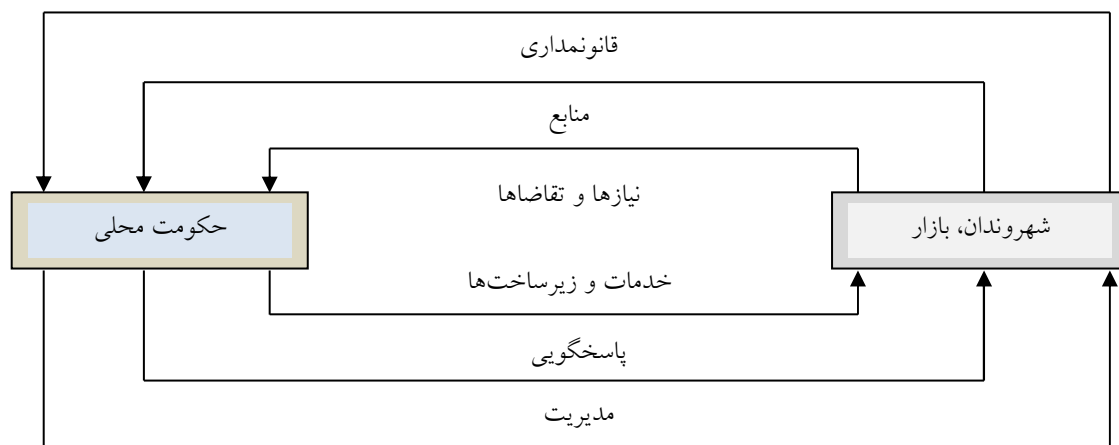 قانونمداری
منابع
نیازها و تقاضاها
شهروندان، بازار
حکومت محلی
خدمات و زیرساخت‌ها
پاسخگویی
مدیریت